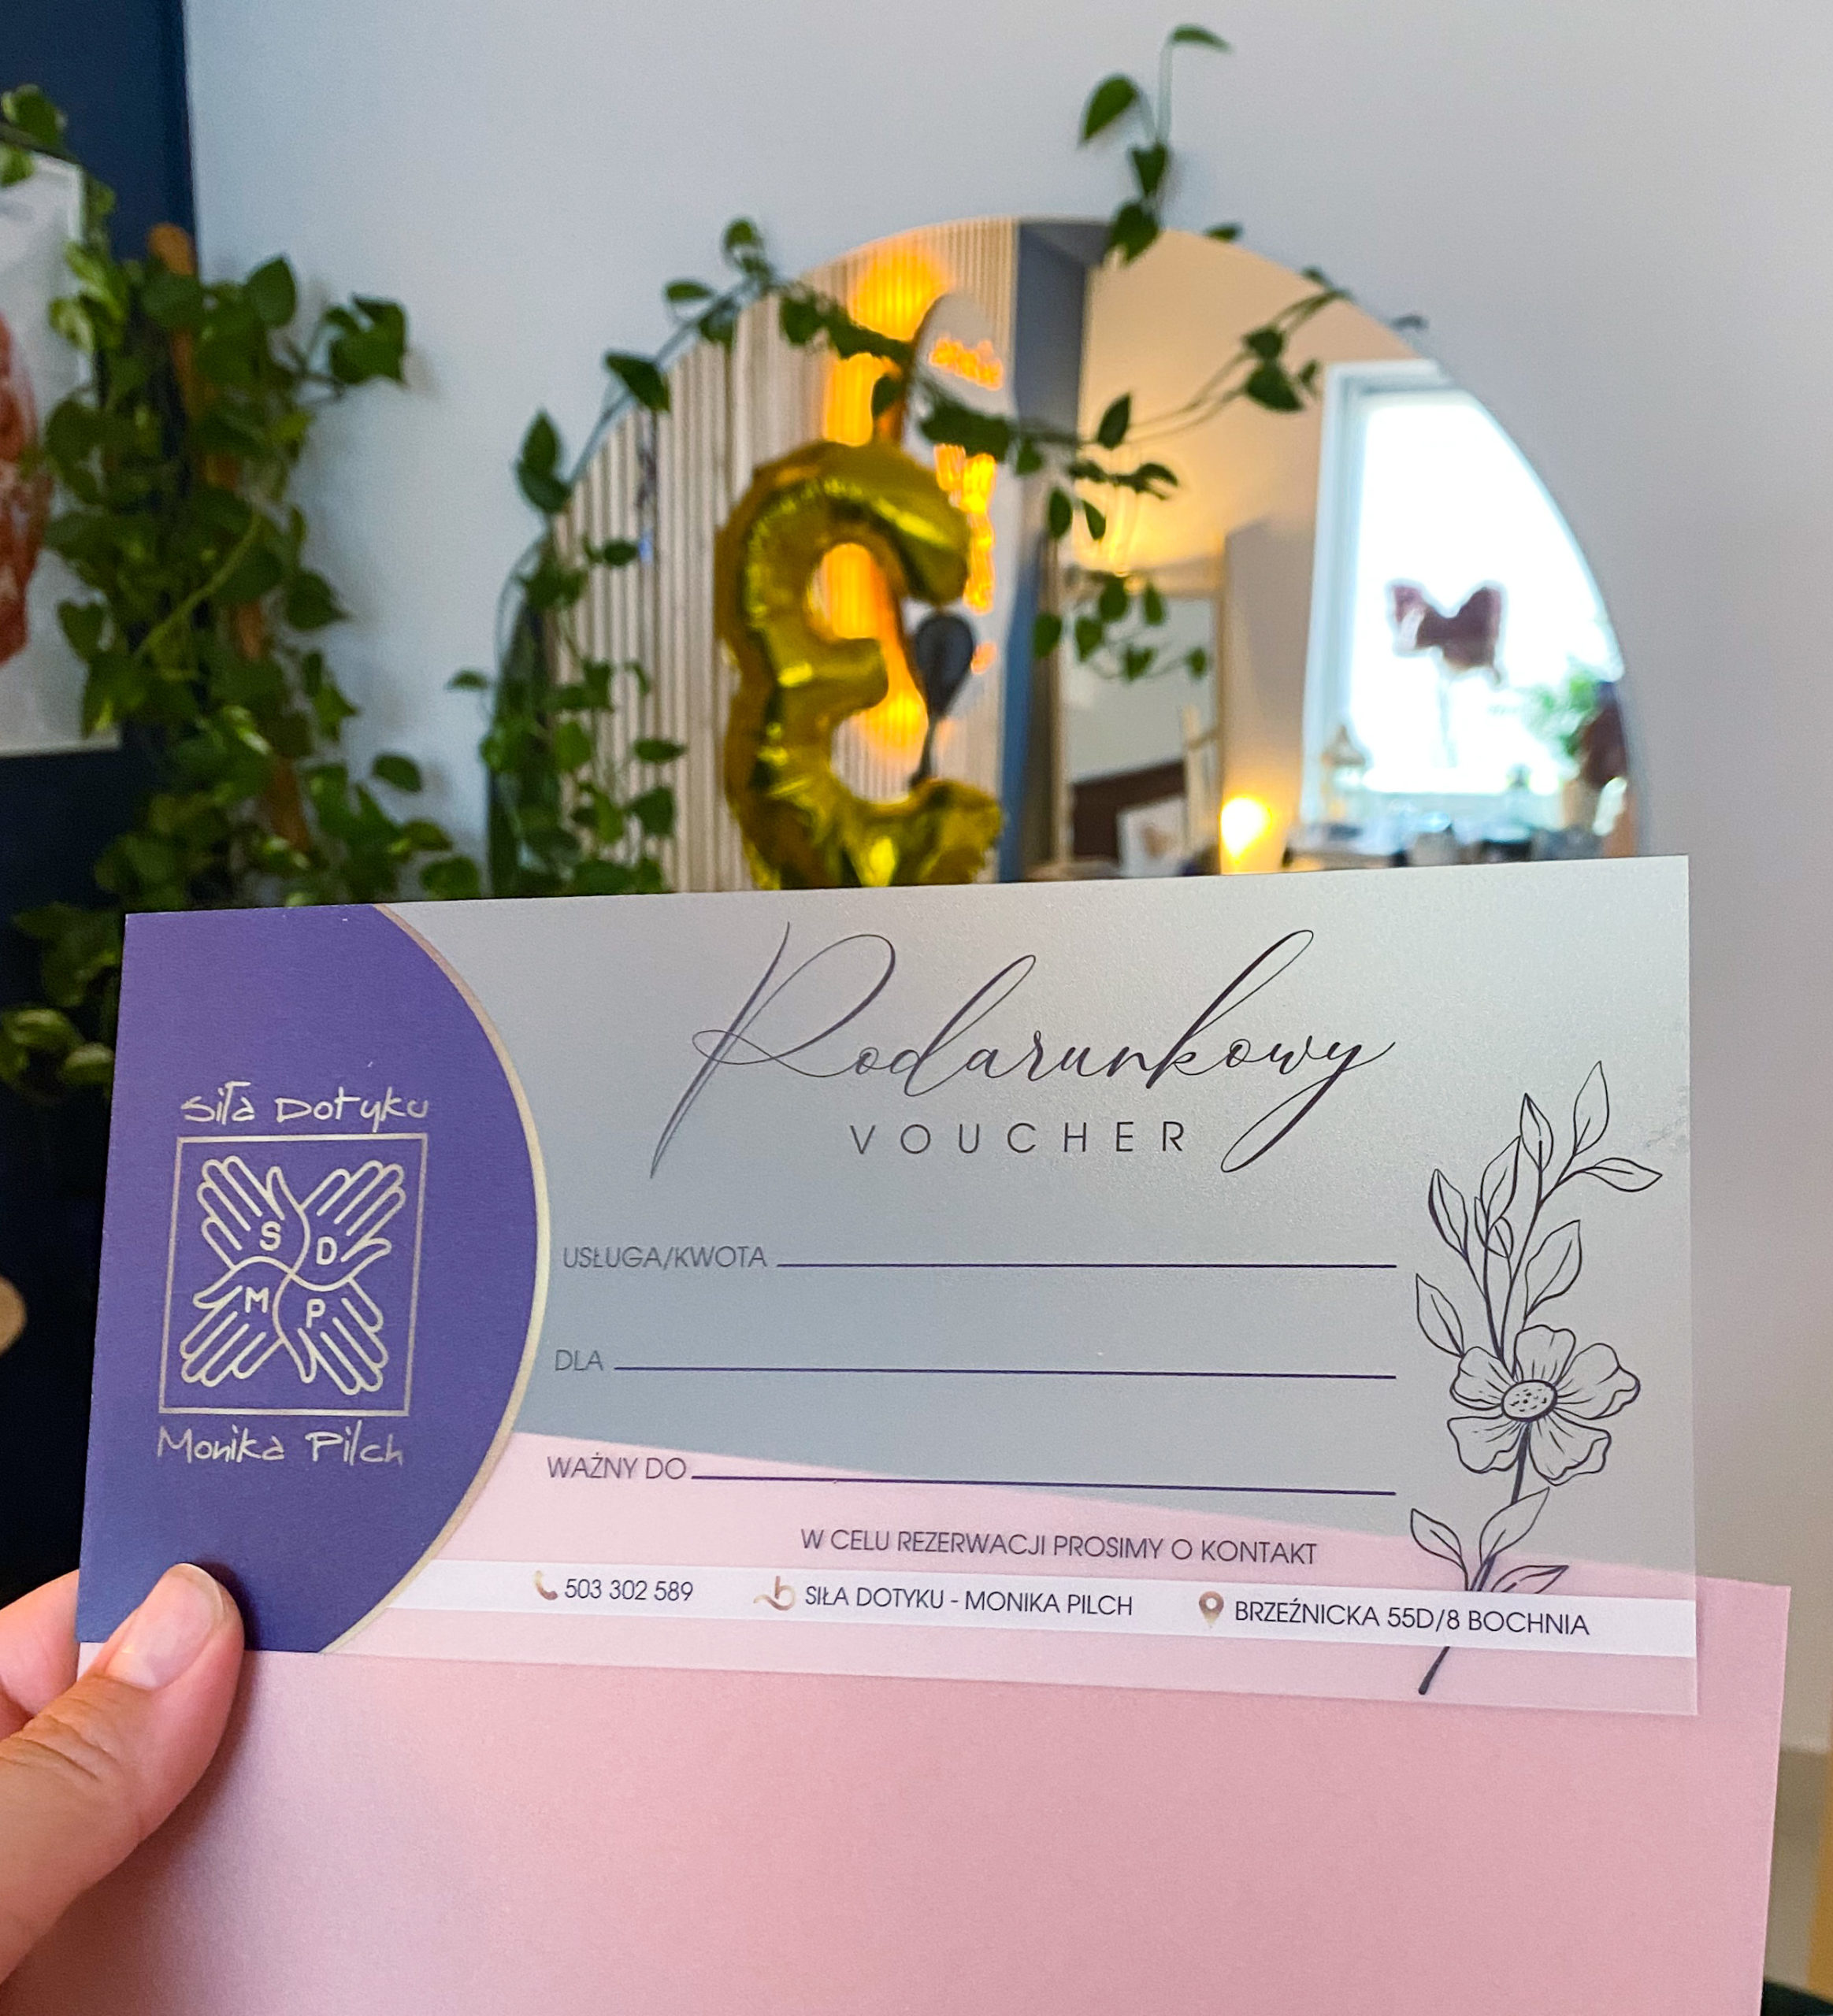 Podarunkowy
VOUCHER
Siła Dotyku
S D
M P
Monika Pilch
USŁUGA/KWOTA
DLA
WAŻNY DO
W CELU REZERWACJI PROSIMY O KONTAKT
503 302 589 SIŁA DOTYKU - MONIKA PILCH BRZEŹNICKA 55D/8 BOCHNIA